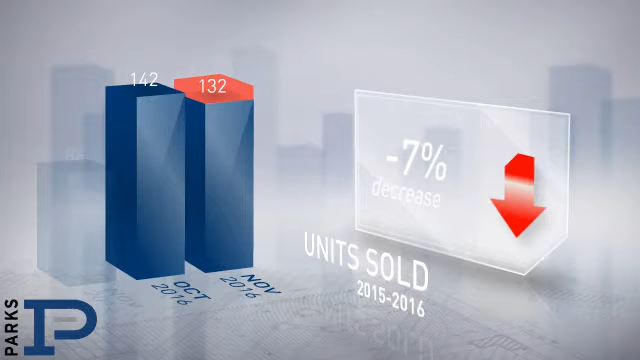 142
132
-7%
decrease
UNITS SOLD
2015-2016
OCT
2016
NOV
2016
PARKS
P